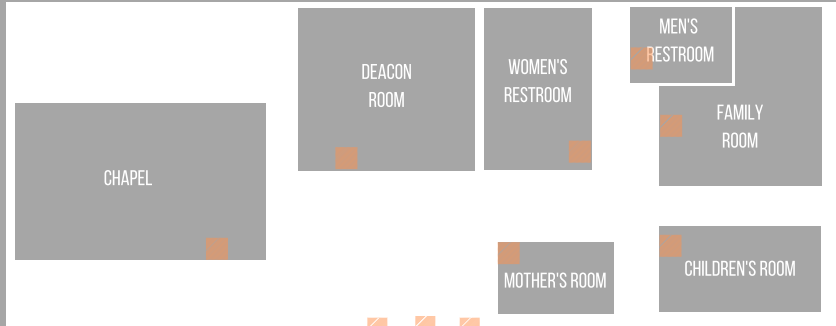 MEN'S
RESTROOM
DEACON
ROOM
WOMEN'S
RESTROOM
FAMILY
ROOM
CHAPEL
MOTHER'S ROOM
CHILDREN'S ROOM